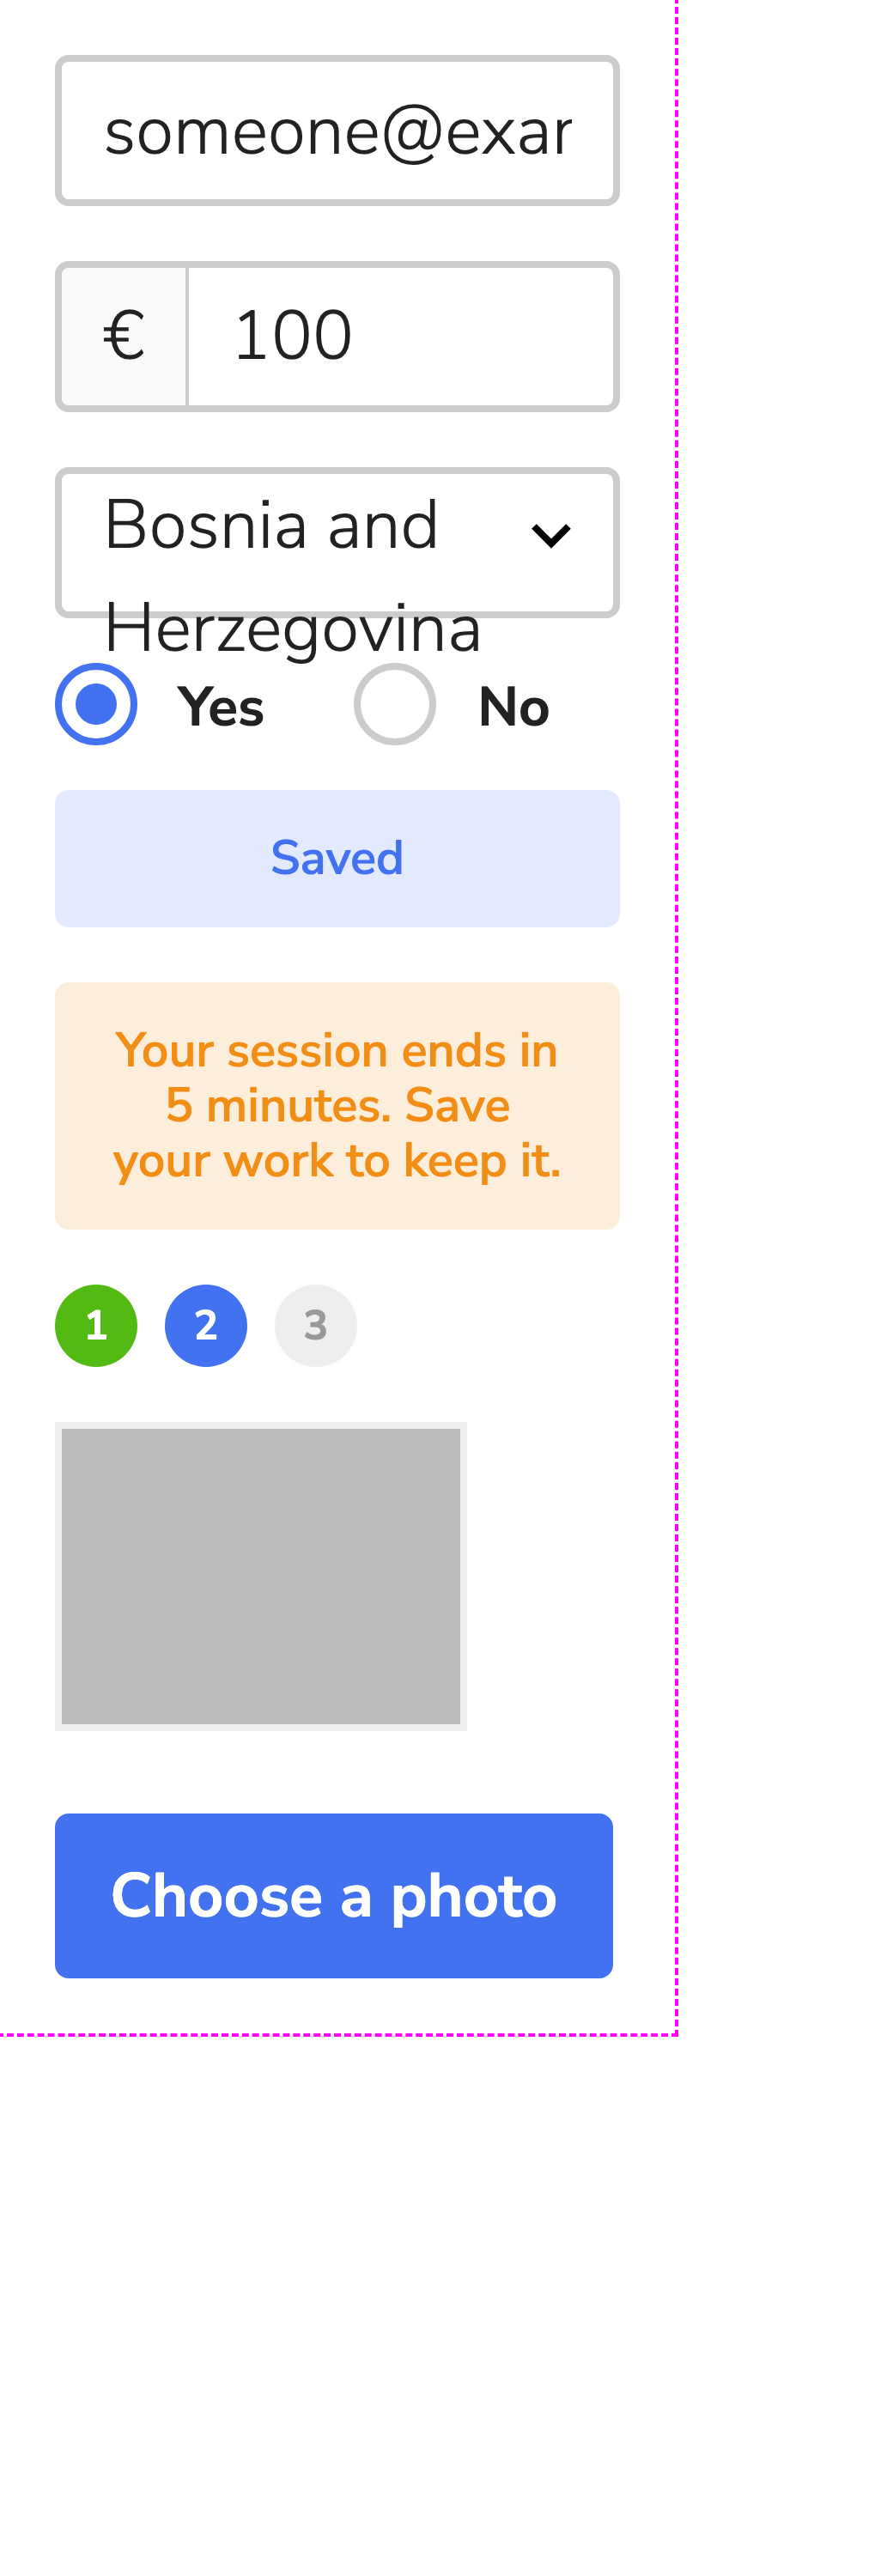 someone@exar
€ 100
Bosnia and
Herzegovina
Yes No
Saved
Your session ends in
5 minutes. Save
your work to keep it.
1 2 3
Choose a photo